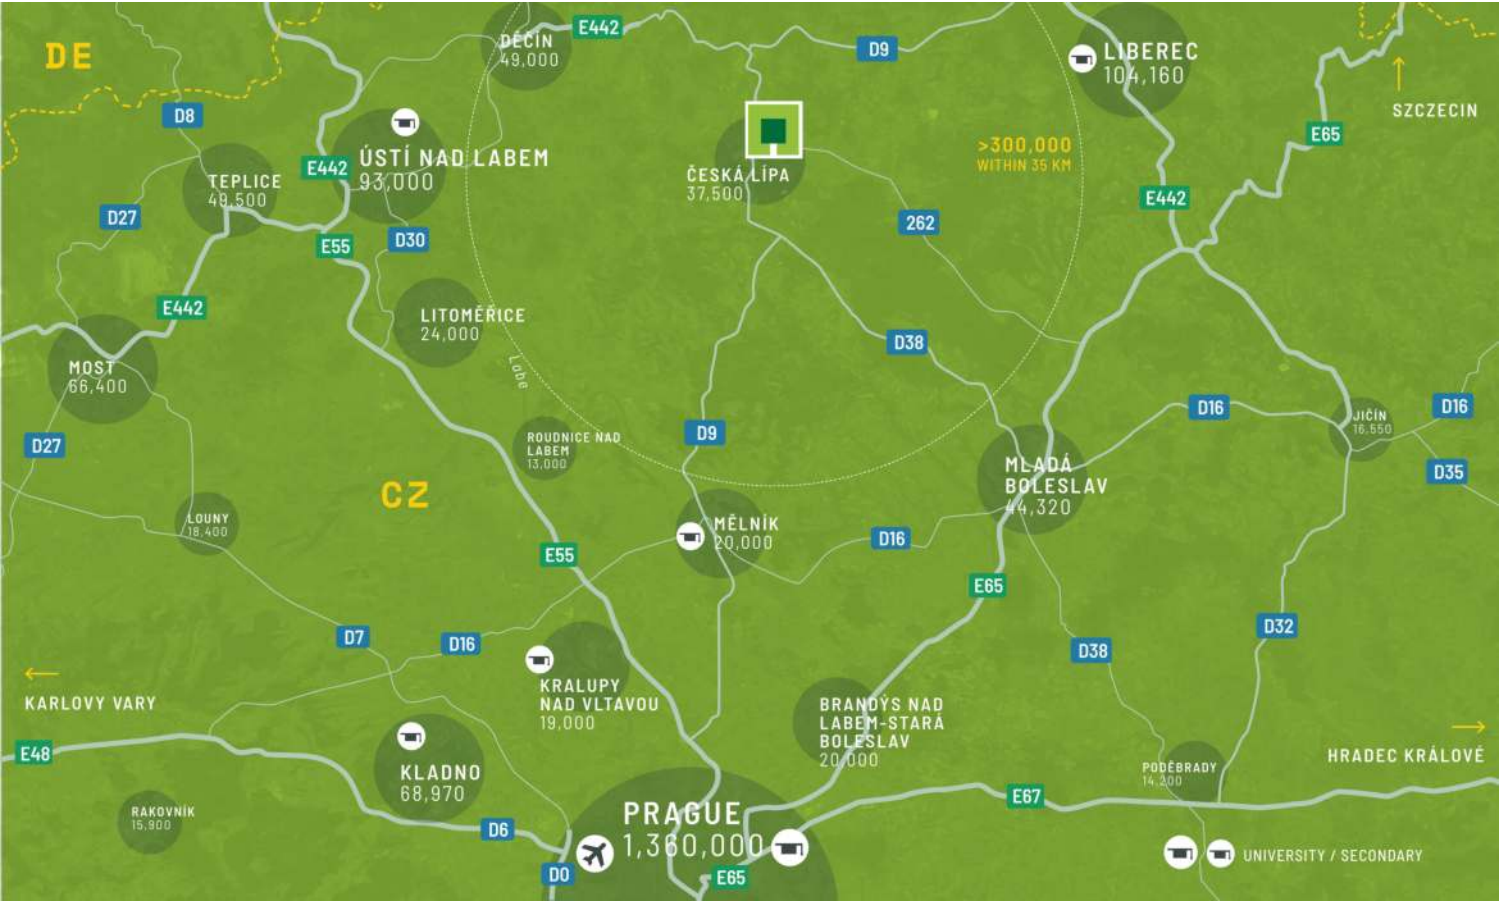 DE
DĚČÍN
49,000
E442
D9
LIBEREC
104,160
SZCZECIN
D8
E65
>300,000
WITHIN 35 KM
ÚSTÍ NAD LABEM
93,000
E442
TEPLICE
49,500
ČESKÁ LÍPA
37,500
E442
D27
262
E55
D30
E442
LITOMĚŘICE
24,000
D38
Labe
MOST
66,400
D16
D16
JIČÍN
16,550
D9
D27
ROUDNICE NAD
LABEM
13,000
MLADÁ
BOLESLAV
44,320
D35
CZ
LOUNY
18,400
MĚLNÍK
20,000
D16
E55
E65
D7
D16
D32
D38
KARLOVY VARY
KRALUPY
NAD VLTAVOU
19,000
BRANDÝS NAD
LABEM-STARÁ
BOLESLAV
20,000
E48
HRADEC KRÁLOVÉ
KLADNO
68,970
PODĚBRADY
14,200
E67
RAKOVNÍK
15,900
PRAGUE
1,360,000
D6
D0
E65
UNIVERSITY / SECONDARY